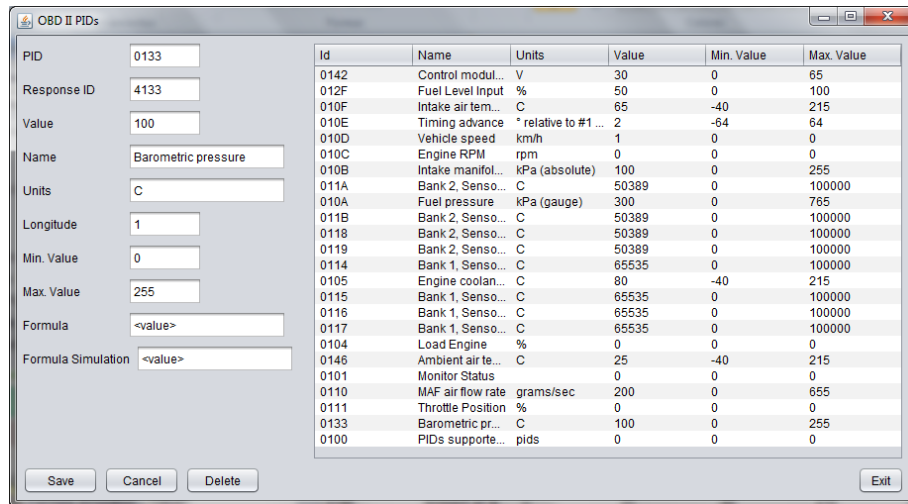 OBD II PIDs
PID 0133
Response ID 4133
Value 100
Name Barometric pressure
Units C
Longitude 1
Min. Value 0
Max. Value 255
Formula <value>
Formula Simulation <value>
Id Name Units Value Min. Value Max. Value
0142 Control modul... V 30 0 65
012F Fuel Level Input % 50 0 100
010F Intake air tem... C 65 -40 215
010E Timing advance ° relative to #1 ... 2 -64 64
010D Vehicle speed km/h 1 0 0
010C Engine RPM rpm 0 0 0
010B Intake manifol... kPa (absolute) 100 0 255
011A Bank 2, Senso... C 50389 0 100000
010A Fuel pressure kPa (gauge) 300 0 765
011B Bank 2, Senso... C 50389 0 100000
0118 Bank 2, Senso... C 50389 0 100000
0119 Bank 2, Senso... C 50389 0 100000
0114 Bank 1, Senso... C 65535 0 100000
0105 Engine coolan... C 80 -40 215
0115 Bank 1, Senso... C 65535 0 100000
0116 Bank 1, Senso... C 65535 0 100000
0117 Bank 1, Senso... C 65535 0 100000
0104 Load Engine % 0 0 0
0146 Ambient air te... C 25 -40 215
0101 Monitor Status 0 0 0
0110 MAF air flow rate grams/sec 200 0 655
0111 Throttle Position % 0 0 0
0133 Barometric pr... C 100 0 255
0100 PIDs supporte... pids 0 0 0
Save Cancel Delete Exit